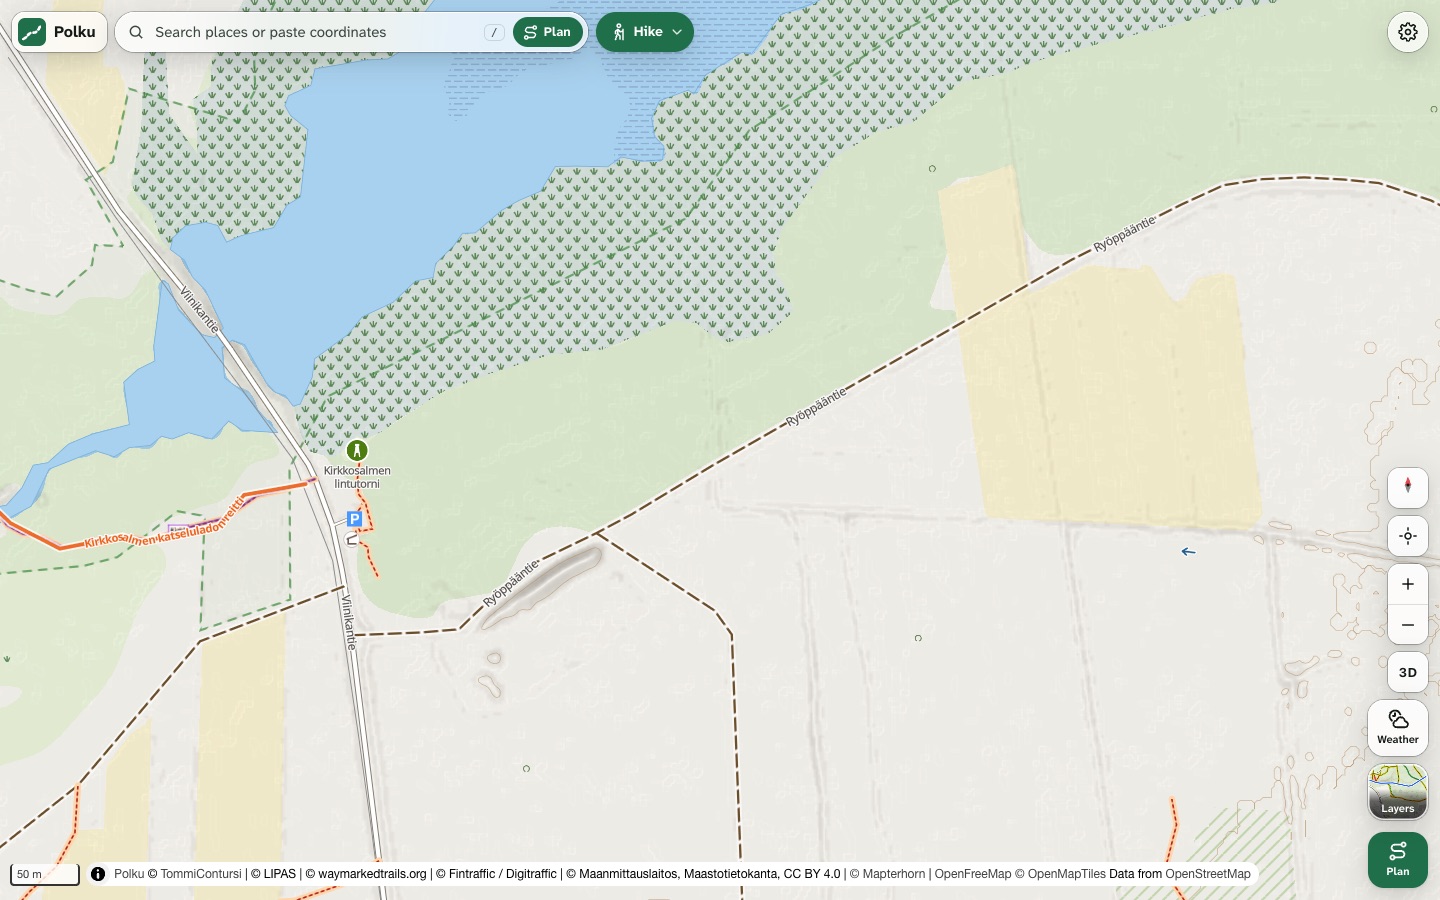 Polku
Search places or paste coordinates
/
Plan
Hike
Ryöppääntie
Viinikantie
Ryöppääntie
Kirkkosalmen
lintutorni
P
Kirkkosalmen katseluladon reitti
Ryöppääntie
Viinikantie
3D
Weather
Layers
Plan
50 m
Polku © TommiContursi | © LIPAS | © waymarkedtrails.org | © Fintraffic / Digitraffic | © Maanmittauslaitos, Maastotietokanta, CC BY 4.0 | © Mapterhorn | OpenFreeMap © OpenMapTiles Data from OpenStreetMap